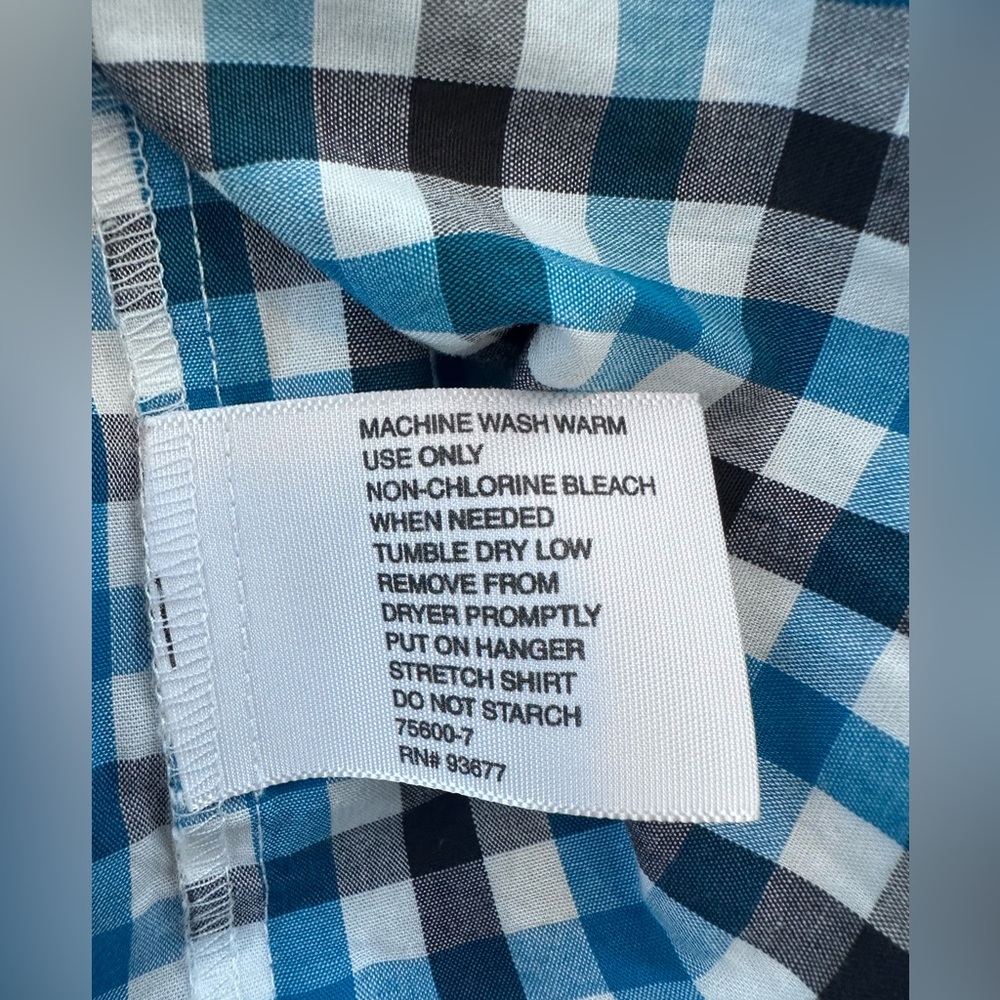 MACHINE WASH WARM
USE ONLY
NON-CHLORINE BLEACH
WHEN NEEDED
TUMBLE DRY LOW
REMOVE FROM
DRYER PROMPTLY
PUT ON HANGER
STRETCH SHIRT
DO NOT STARCH
75600-7
RN# 93677